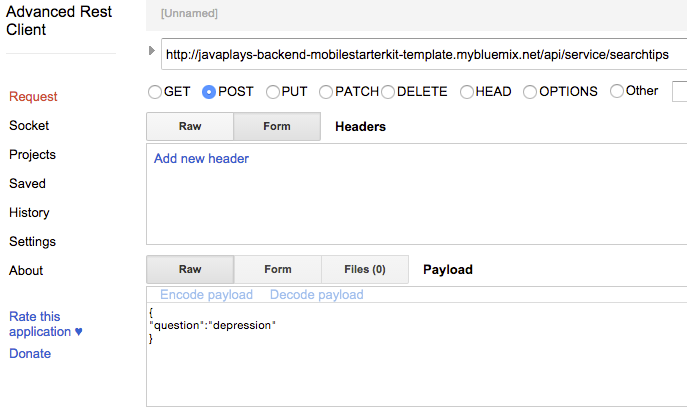 Advanced Rest
Client
[Unnamed]
http://javaplays-backend-mobilestarterkit-template.mybluemix.net/api/service/searchtips
Request
GET POST PUT PATCH DELETE HEAD OPTIONS Other
Socket
Raw Form Headers
Projects
Add new header
Saved
History
Settings
About
Raw Form Files (0) Payload
Encode payload Decode payload
Rate this
application ♥
Donate
{
"question":"depression"
}